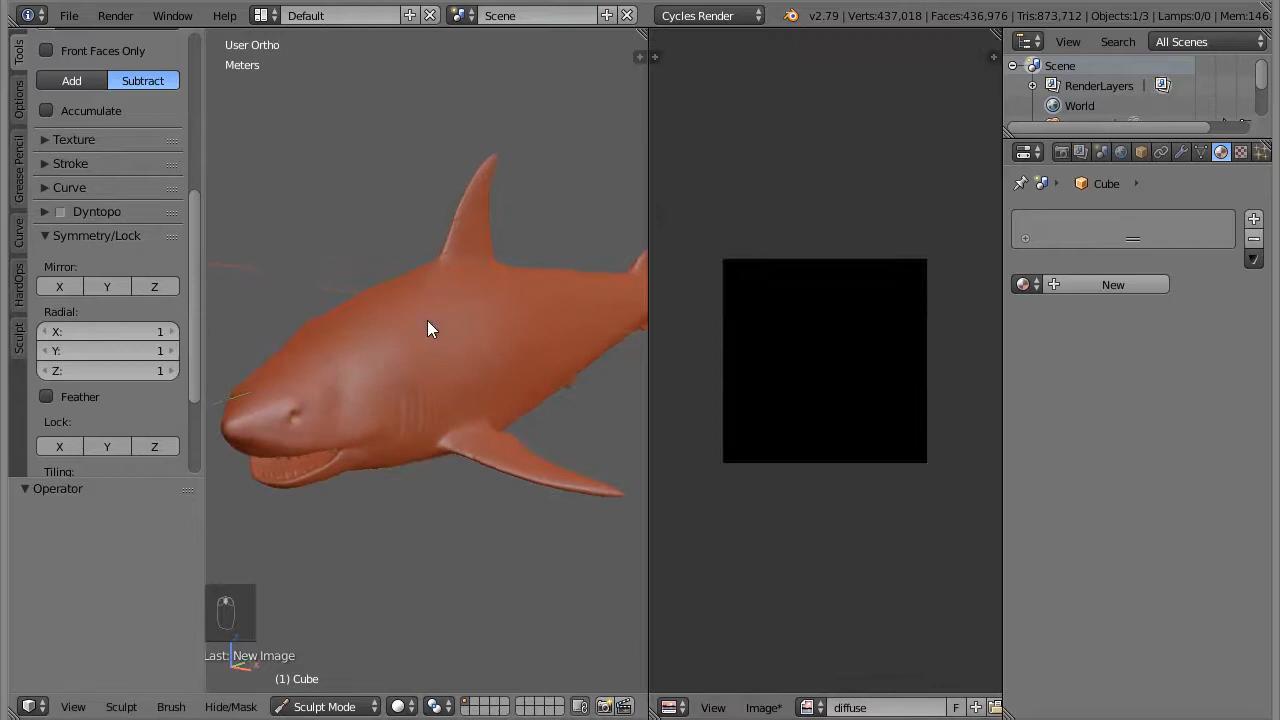 File Render Window Help Default Scene Cycles Render v2.79 | Verts:437,018 | Faces:436,976 | Tris:873,712 | Objects:1/3 | Lamps:0/0 | Mem:146.
Front Faces Only
Add Subtract
Accumulate
Texture
Stroke
Curve
Dyntopo
Symmetry/Lock
Mirror:
X Y Z
Radial:
X: 1
Y: 1
Z: 1
Feather
Lock:
X Y Z
Tiling:
Operator
Tools
Options
Grease Pencil
Curve
HardOps
Sculpt
User Ortho
Meters
Last: New Image
(1) Cube
View Sculpt Brush Hide/Mask Sculpt Mode
View Image* diffuse F
View Search All Scenes
Scene
RenderLayers |
World
Cube
New